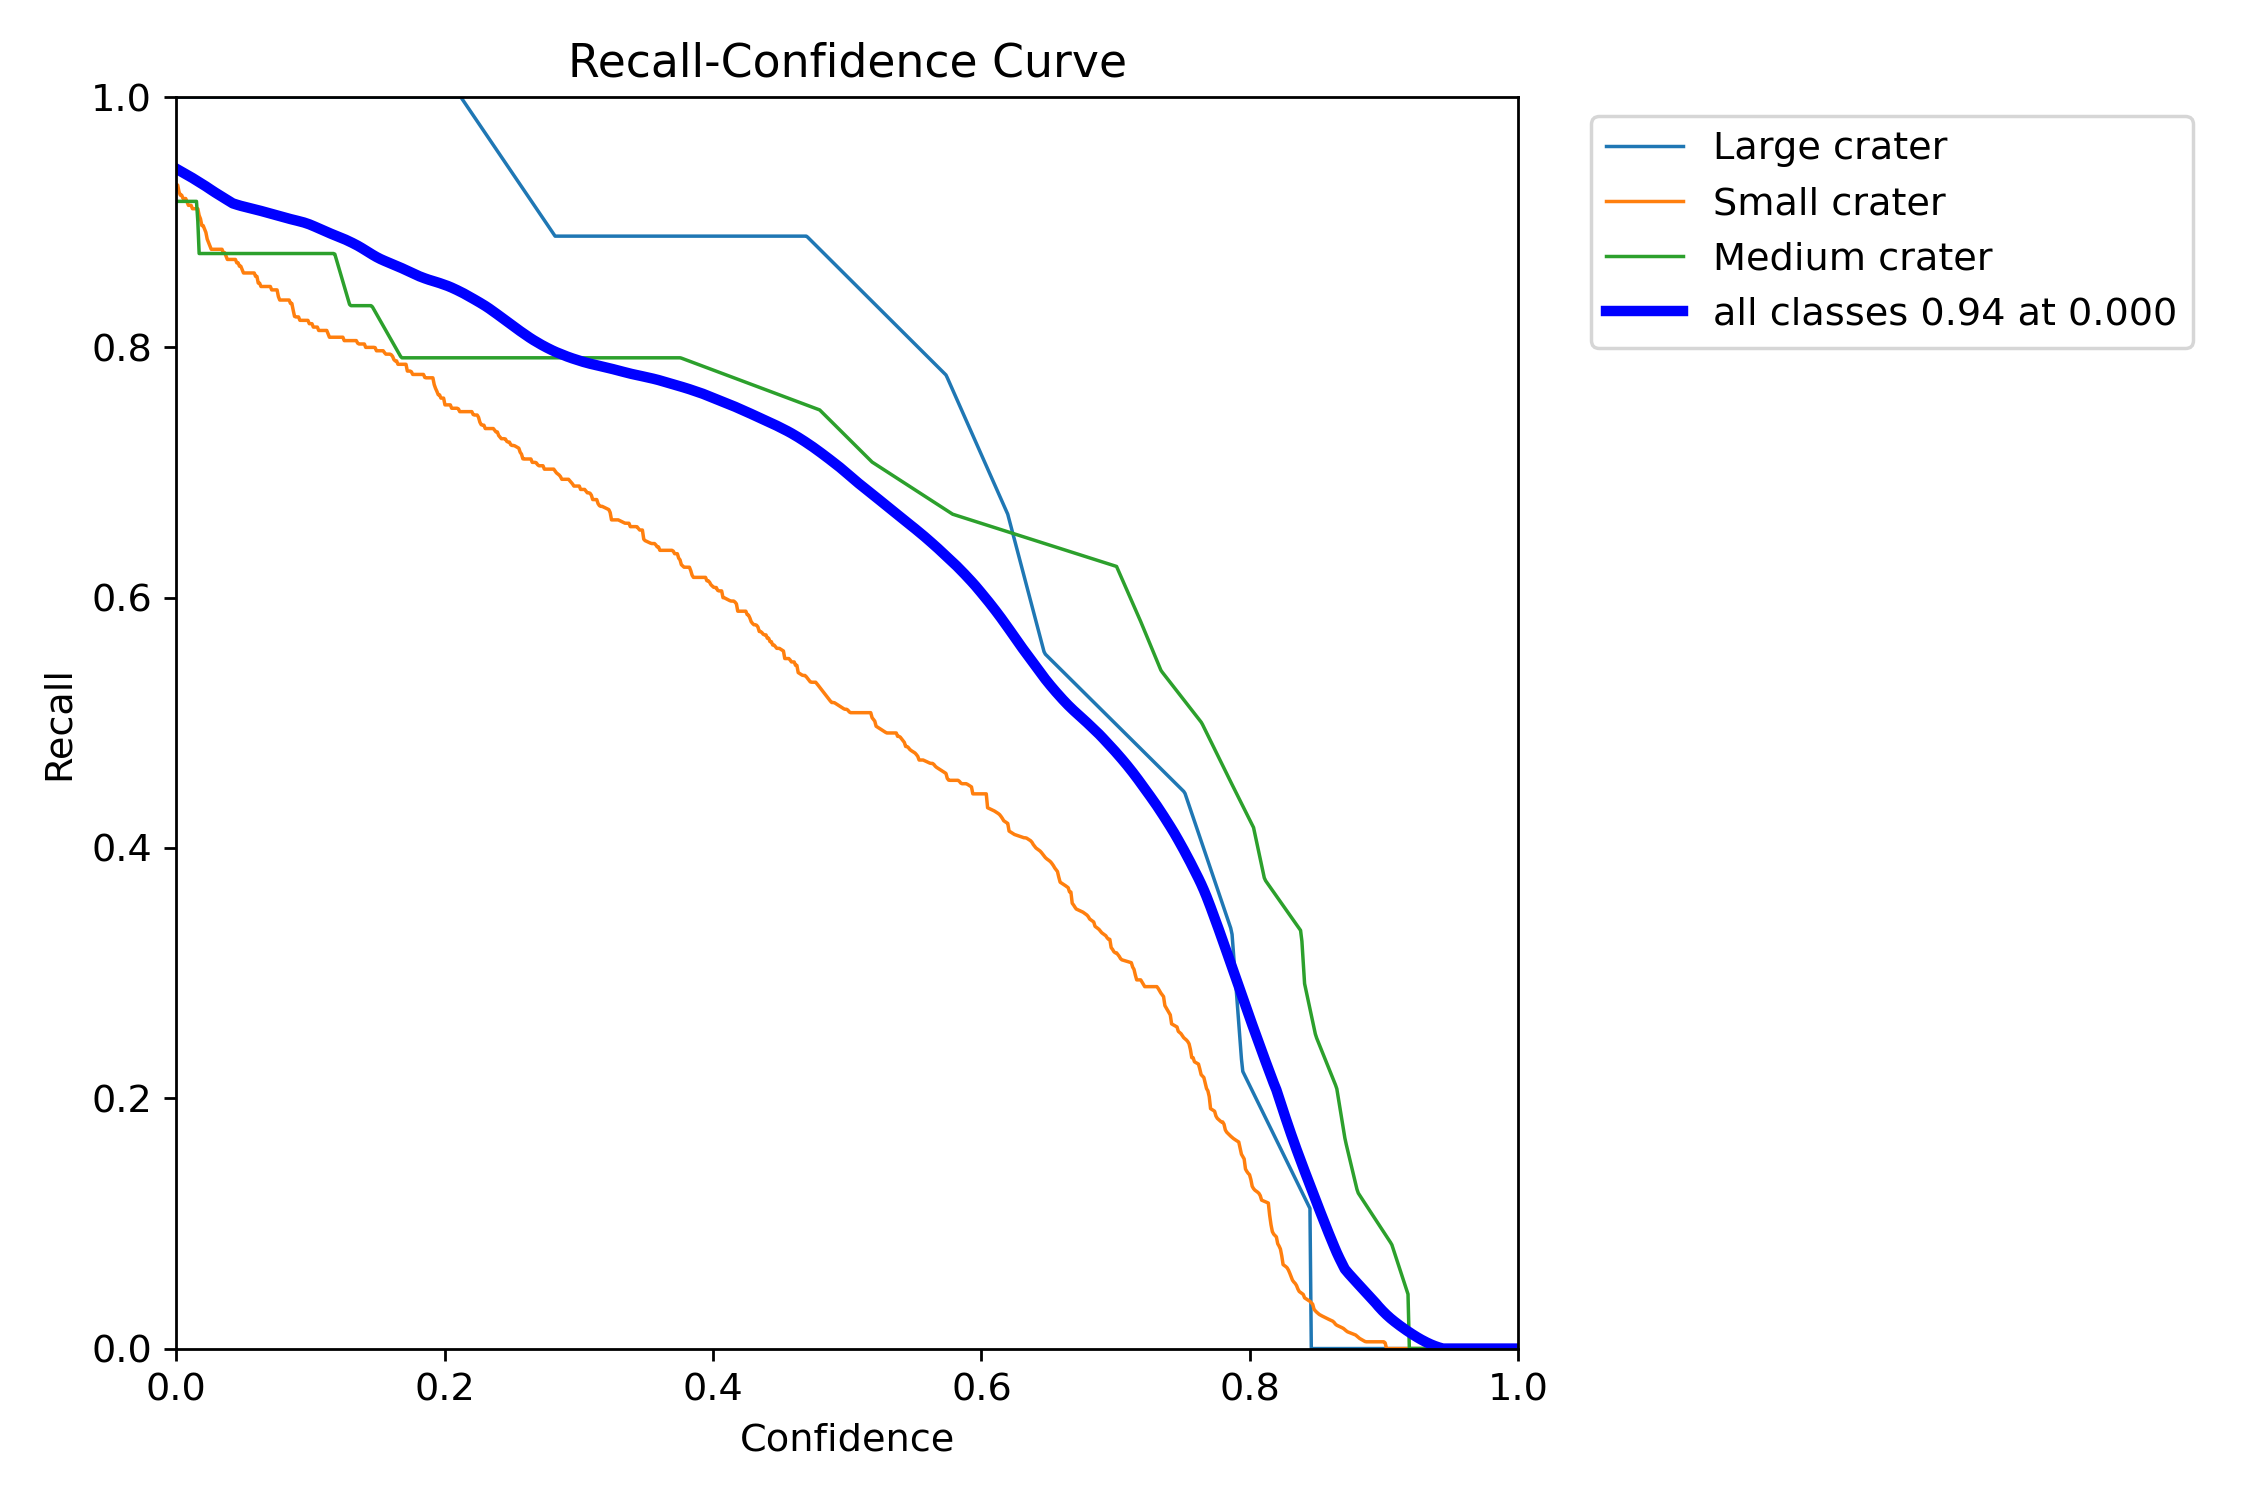 Recall-Confidence Curve
1.0
0.8
0.6
0.4
0.2
0.0
Recall
0.0 0.2 0.4 0.6 0.8 1.0
Confidence
Large crater
Small crater
Medium crater
all classes 0.94 at 0.000